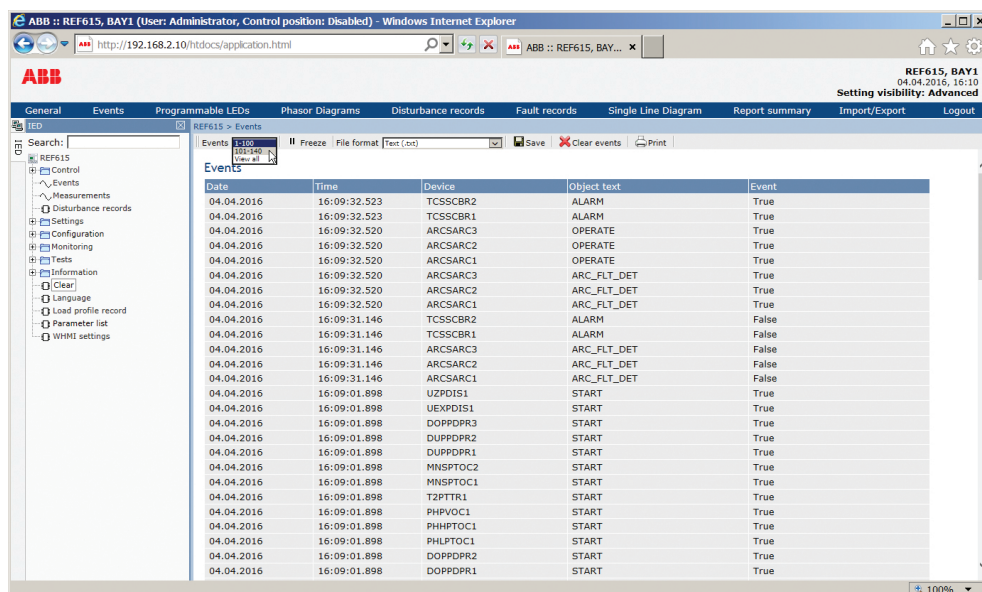 ABB :: REF615, BAY1 (User: Administrator, Control position: Disabled) - Windows Internet Explorer
ABB http://192.168.2.10/htdocs/application.html ABB ABB :: REF615, BAY...
ABB
REF615, BAY1
04.04.2016, 16:10
Setting visibility: Advanced
General Events Programmable LEDs Phasor Diagrams Disturbance records Fault records Single Line Diagram Report summary Import/Export Logout
IED
IED
Search:
REF615
Control
Events
Measurements
Disturbance records
Settings
Configuration
Monitoring
Tests
Information
Clear
Language
Load profile record
Parameter list
WHMI settings
REF615 > Events
Events 1-100 Freeze File format Text (.txt) Save Clear events Print
101-140
View all
Events
Date Time Device Object text Event
04.04.2016 16:09:32.523 TCSSCBR2 ALARM True
04.04.2016 16:09:32.523 TCSSCBR1 ALARM True
04.04.2016 16:09:32.520 ARCSARC3 OPERATE True
04.04.2016 16:09:32.520 ARCSARC2 OPERATE True
04.04.2016 16:09:32.520 ARCSARC1 OPERATE True
04.04.2016 16:09:32.520 ARCSARC3 ARC_FLT_DET True
04.04.2016 16:09:32.520 ARCSARC2 ARC_FLT_DET True
04.04.2016 16:09:32.520 ARCSARC1 ARC_FLT_DET True
04.04.2016 16:09:31.146 TCSSCBR2 ALARM False
04.04.2016 16:09:31.146 TCSSCBR1 ALARM False
04.04.2016 16:09:31.146 ARCSARC3 ARC_FLT_DET False
04.04.2016 16:09:31.146 ARCSARC2 ARC_FLT_DET False
04.04.2016 16:09:31.146 ARCSARC1 ARC_FLT_DET False
04.04.2016 16:09:01.898 UZPDIS1 START True
04.04.2016 16:09:01.898 UEXPDIS1 START True
04.04.2016 16:09:01.898 DOPPDPR3 START True
04.04.2016 16:09:01.898 DUPPDPR2 START True
04.04.2016 16:09:01.898 DUPPDPR1 START True
04.04.2016 16:09:01.898 MNSPTOC2 START True
04.04.2016 16:09:01.898 MNSPTOC1 START True
04.04.2016 16:09:01.898 T2PTTR1 START True
04.04.2016 16:09:01.898 PHPVOC1 START True
04.04.2016 16:09:01.898 PHHPTOC1 START True
04.04.2016 16:09:01.898 PHLPTOC1 START True
04.04.2016 16:09:01.898 DOPPDPR2 START True
04.04.2016 16:09:01.898 DOPPDPR1 START True
100%